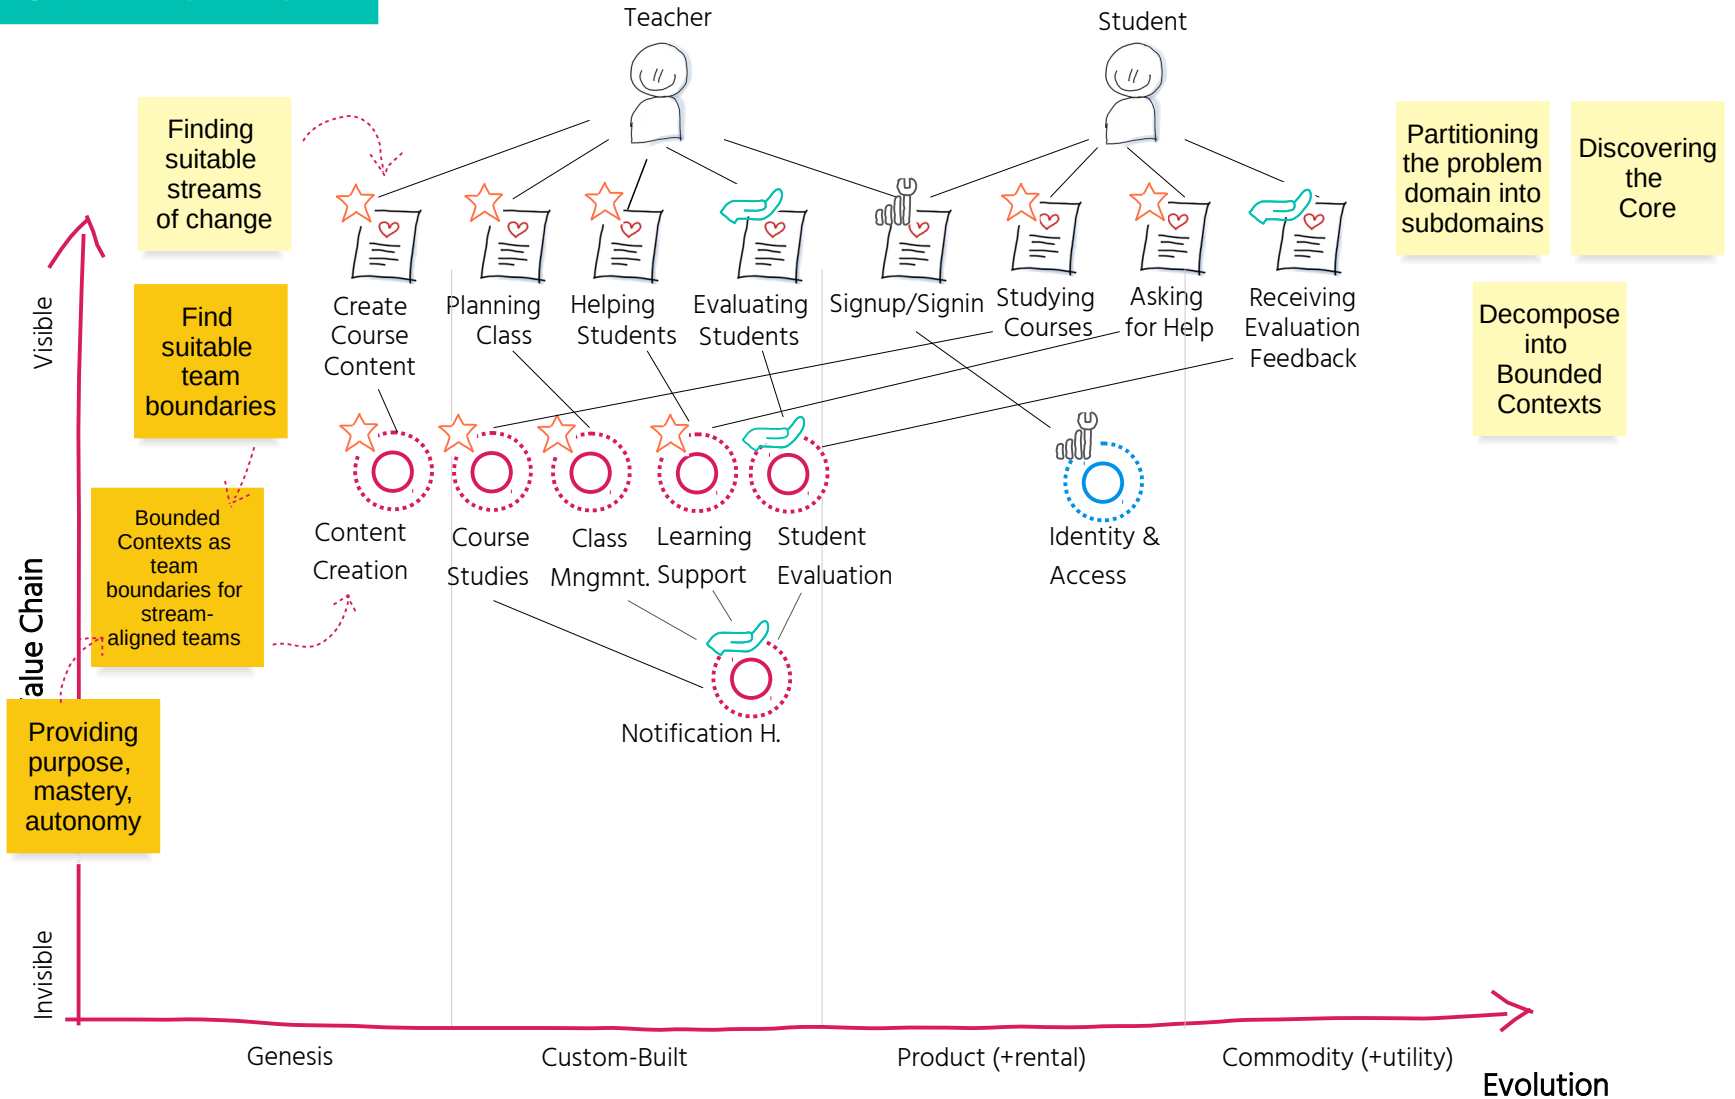 Teacher
Student
Finding
suitable
streams
of change
Partitioning
the problem
domain into
subdomains
Discovering
the
Core
Find
suitable
team
boundaries
Decompose
into
Bounded
Contexts
Visible
Create
Course
Content
Planning
Class
Helping
Students
Evaluating
Students
Signup/Signin
Studying
Courses
Asking
for Help
Receiving
Evaluation
Feedback
Bounded
Contexts as
team
boundaries for
stream-
aligned teams
Content
Creation
Course
Studies
Class
Mngmnt.
Learning
Support
Student
Evaluation
Identity &
Access
alue Chain
Providing
purpose,
mastery,
autonomy
Notification H.
Invisible
Genesis
Custom-Built
Product (+rental)
Commodity (+utility)
Evolution